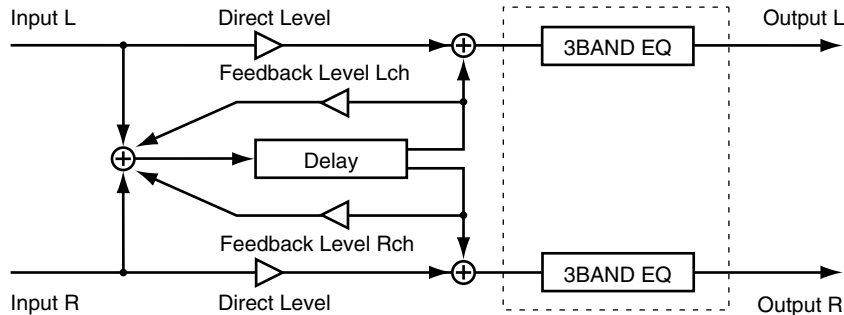 Input L
Direct Level
Output L
3BAND EQ
Feedback Level Lch
Delay
Feedback Level Rch
3BAND EQ
Input R
Direct Level
Output R